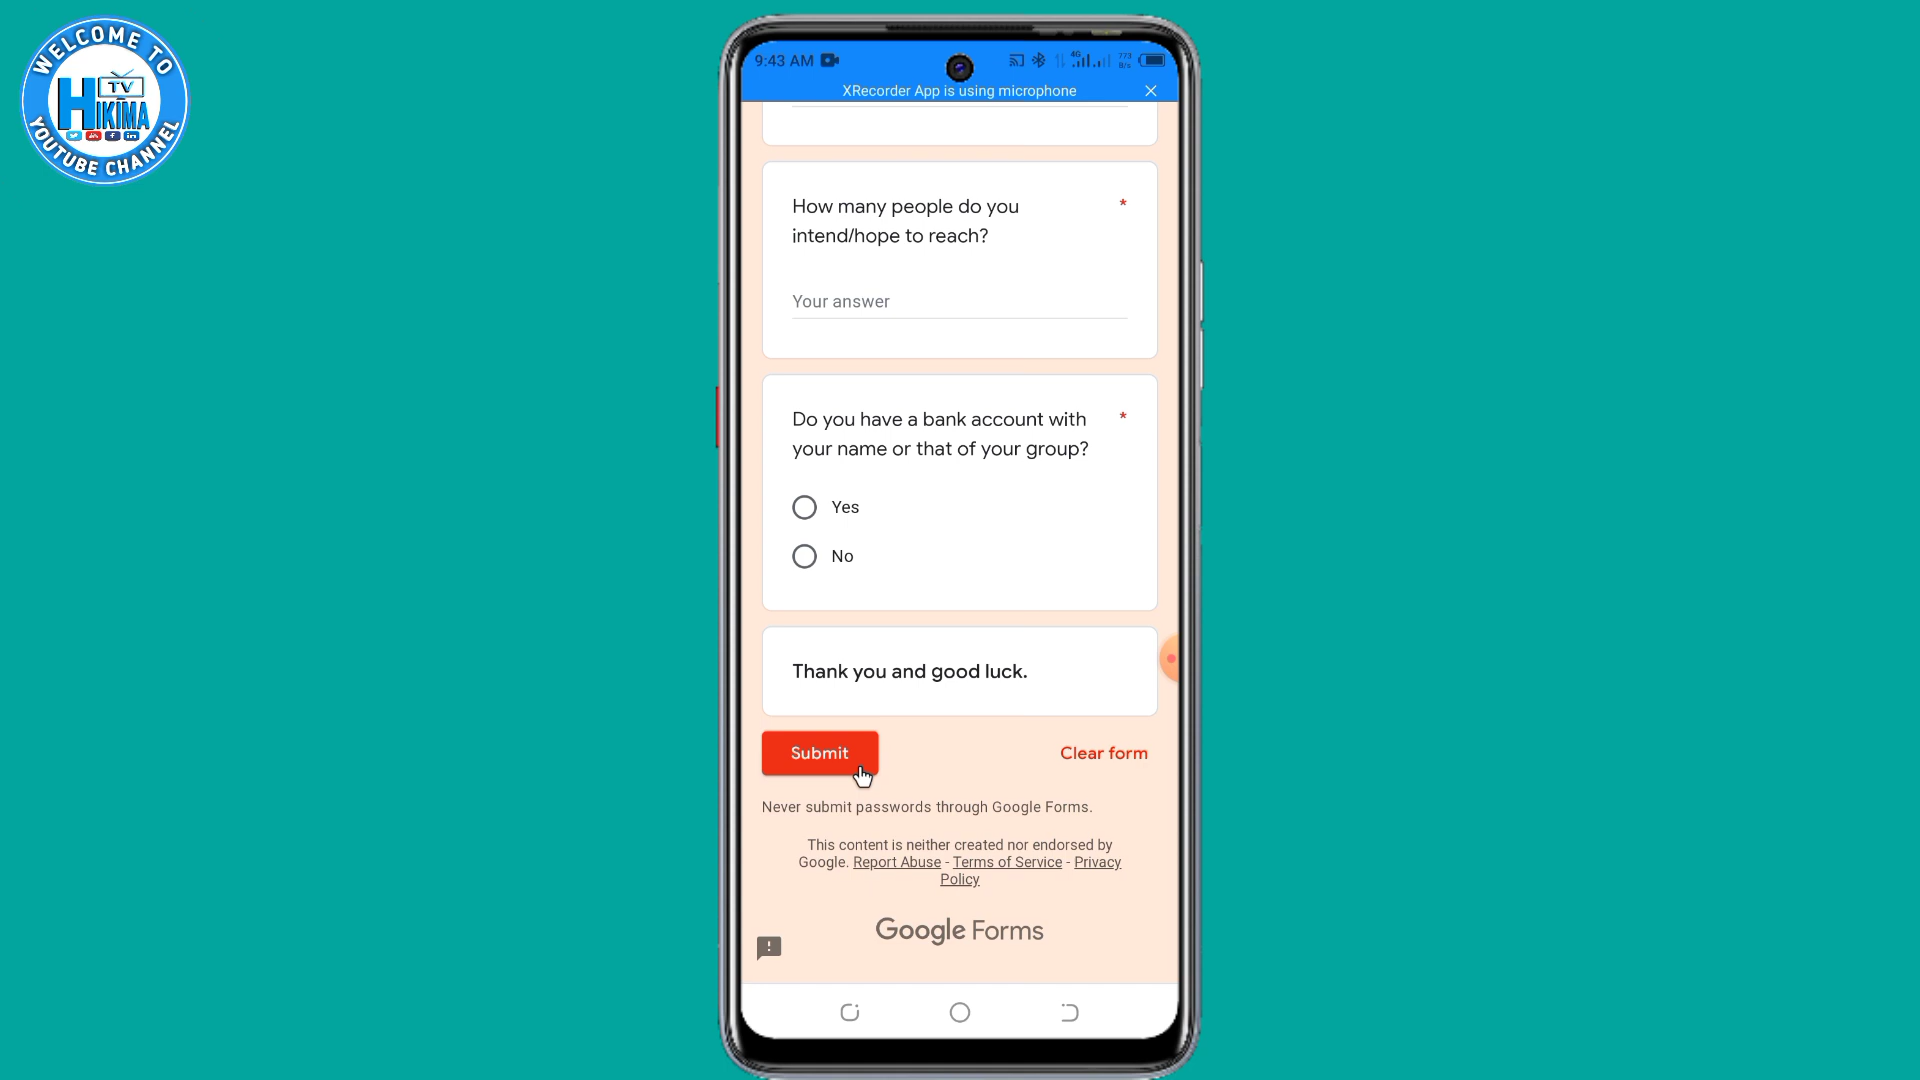 WELCOME TO
TV
HIKIMA
YOUTUBE CHANNEL
9:43 AM
4G
773
B/s
XRecorder App is using microphone
How many people do you *
intend/hope to reach?
Your answer
Do you have a bank account with *
your name or that of your group?
Yes
No
Thank you and good luck.
Submit
Clear form
Never submit passwords through Google Forms.
This content is neither created nor endorsed by
Google. Report Abuse - Terms of Service - Privacy
Policy
Google Forms